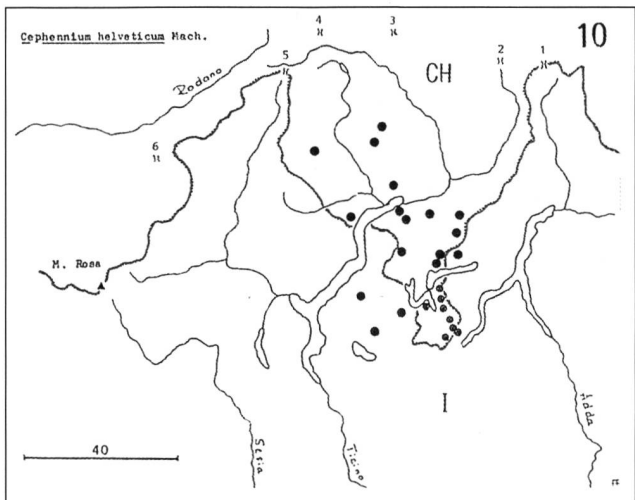 Cephennium helveticum Mach.
10
4
3
5
2
1
CH
Rodano
6
M. Rosa
I
40
Sesia
Ticino
Adda